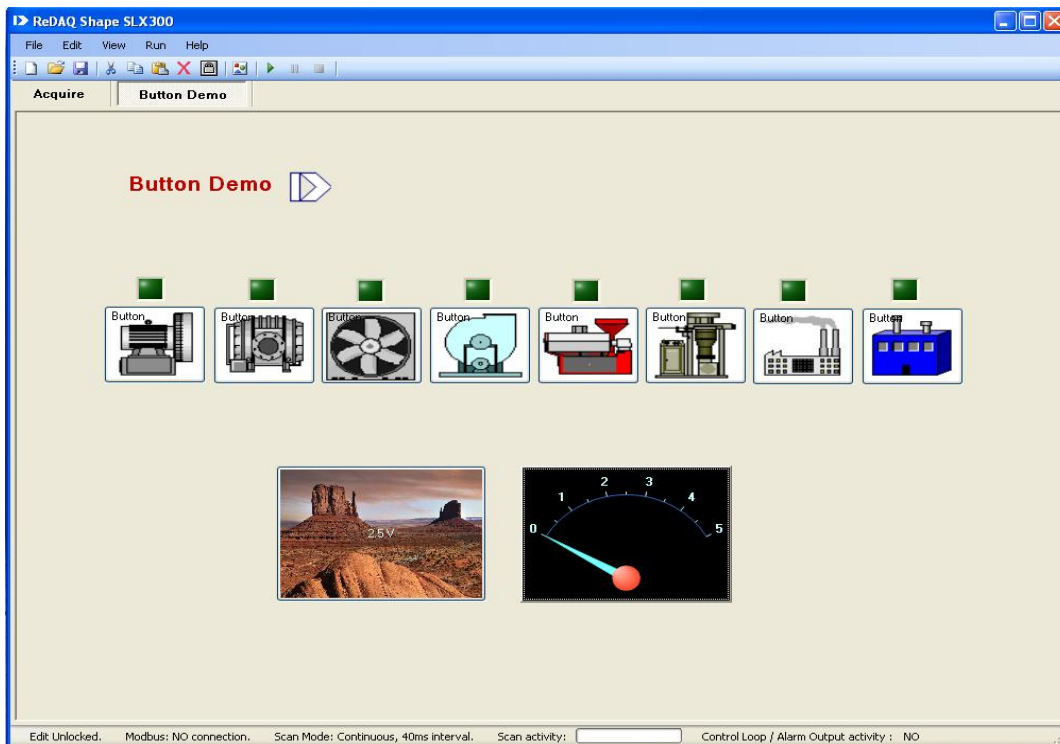 ReDAQ Shape SLX300
File Edit View Run Help
Acquire Button Demo
Button Demo
Button Button Button Button Button Button Button Button
2.5V
0 1 2 3 4 5
Edit Unlocked. Modbus: NO connection. Scan Mode: Continuous, 40ms interval. Scan activity: Control Loop / Alarm Output activity : NO